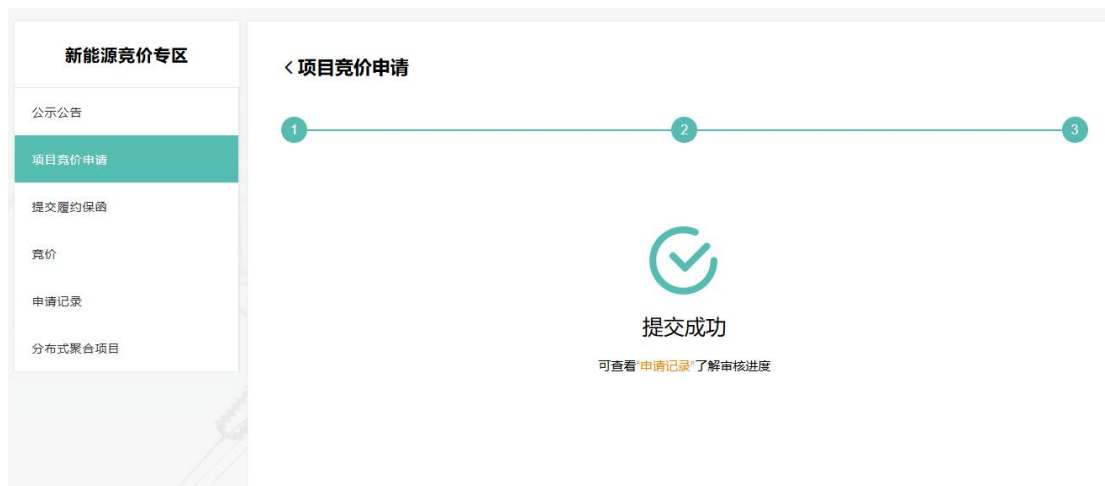 新能源竞价专区
公示公告
项目竞价申请
提交履约保函
竞价
申请记录
分布式聚合项目
<项目竞价申请
1
2
3
提交成功
可查看“申请记录”了解审核进度